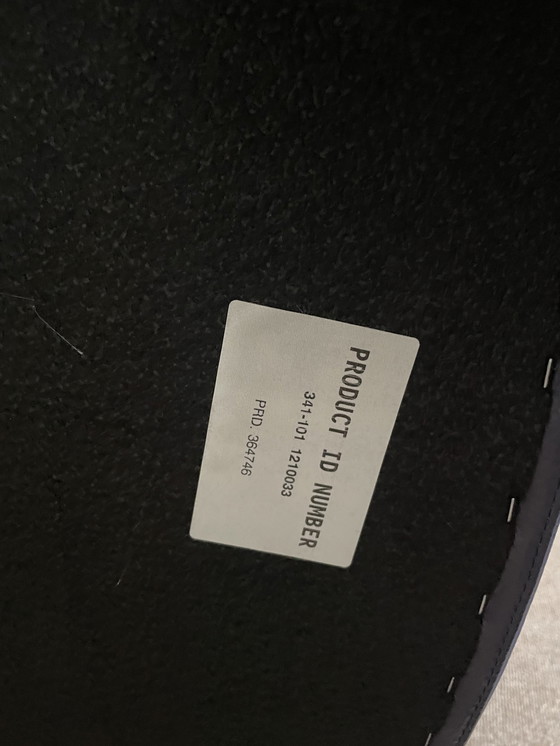 PRODUCT ID NUMBER
341-101 1210033
PRD. 364746